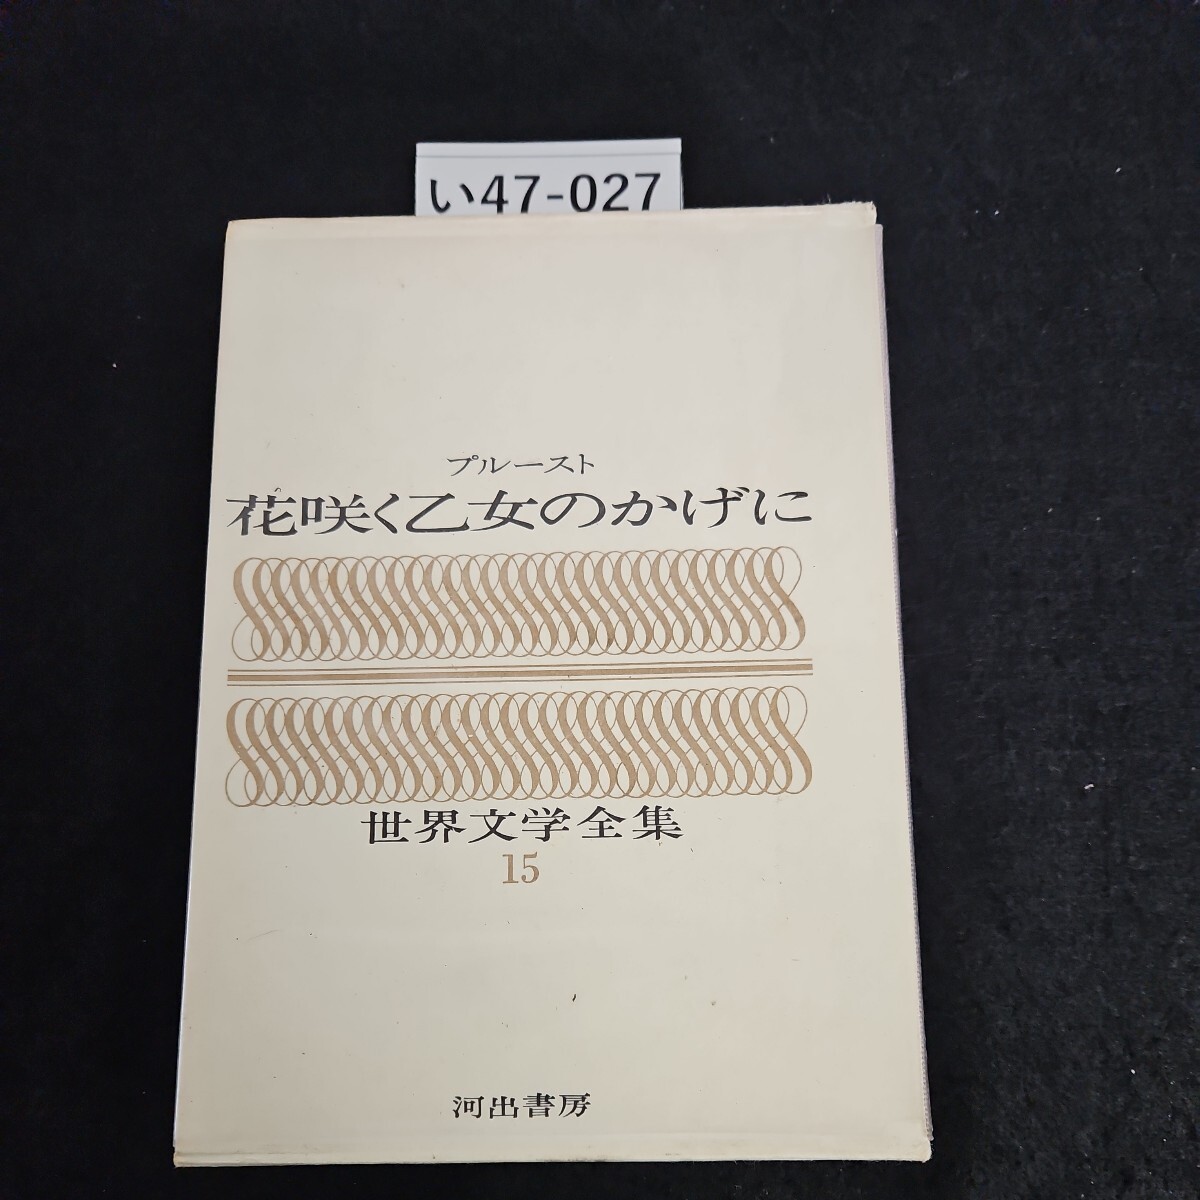 い47-027
プルースト
花咲く乙女のかげに
世界文学全集
15
河出書房